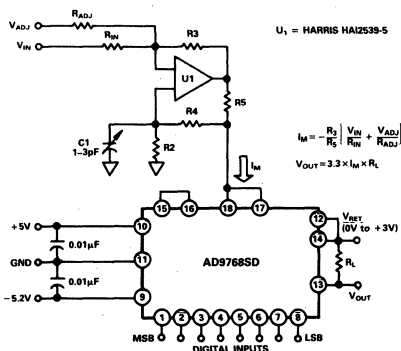 V_ADJ
R_ADJ
V_IN
R_IN
R3
U₁ = HARRIS HAI2539-5
U1
R5
R4
C1
1–3pF
R2
I_M
I_M = – R3/R5 [ V_IN/R_IN + V_ADJ/R_ADJ ]
V_OUT = 3.3 × I_M × R_L
15
16
18
17
+5V
10
12
V_RET
(0V to +3V)
0.01μF
14
GND
11
AD9768SD
R_L
0.01μF
13
V_OUT
–5.2V
9
1
2
3
4
5
6
7
8
MSB
LSB
DIGITAL INPUTS